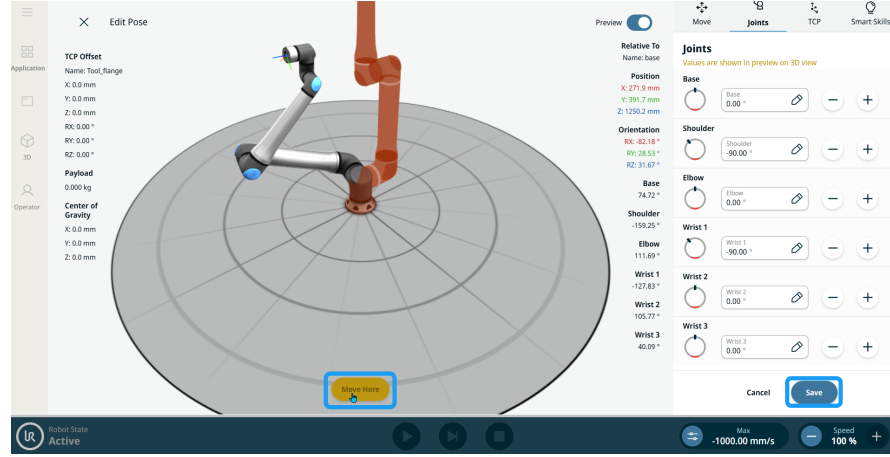 Edit Pose
Preview
Move
Joints
TCP
Smart Skills
Application
3D
Operator
TCP Offset
Name: Tool_flange
X: 0.0 mm
Y: 0.0 mm
Z: 0.0 mm
RX: 0.00 °
RY: 0.00 °
RZ: 0.00 °
Payload
0.000 kg
Center of
Gravity
X: 0.0 mm
Y: 0.0 mm
Z: 0.0 mm
Relative To
Name: base
Position
X: 271.9 mm
Y: 391.7 mm
Z: 1250.2 mm
Orientation
RX: -82.18 °
RY: 28.53 °
RZ: 31.67 °
Base
74.72 °
Shoulder
-159.25 °
Elbow
111.69 °
Wrist 1
-127.83 °
Wrist 2
105.77 °
Wrist 3
40.09 °
Joints
Values are shown in preview on 3D view
Base
Base
0.00 °
Shoulder
Shoulder
-90.00 °
Elbow
Elbow
0.00 °
Wrist 1
Wrist 1
-90.00 °
Wrist 2
Wrist 2
0.00 °
Wrist 3
Wrist 3
0.00 °
Move Here
Cancel
Save
UR
Robot State
Active
Max
-1000.00 mm/s
Speed
100 %